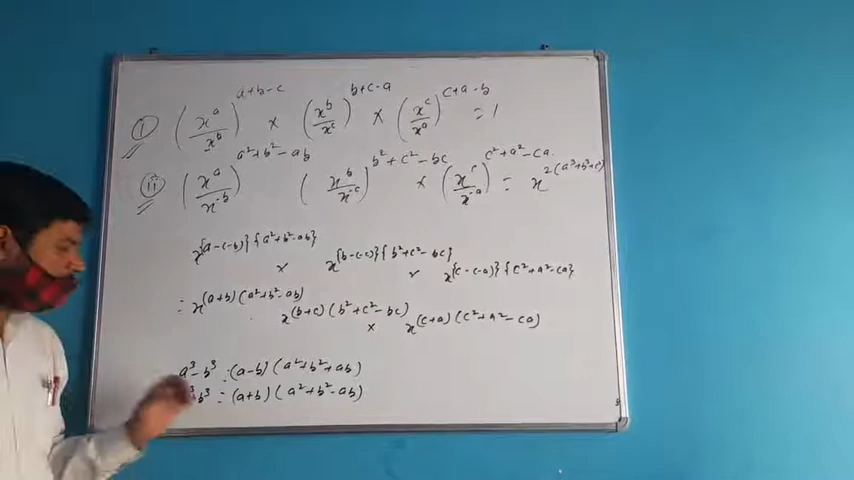 (i) (x^a / x^b)^{a+b-c} × (x^b / x^c)^{b+c-a} × (x^c / x^a)^{c+a-b} = 1
(ii) (x^a / x^{-b})^{a²+b²-ab} (x^b / x^{-c})^{b²+c²-bc} × (x^c / x^{-a})^{c²+a²-ca} = x^{2(a³+b³+c)}
x^{{a-(-b)}{a²+b²-ab}} × x^{{b-(-c)}{b²+c²-bc}} × x^{{c-(-a)}{c²+a²-ca}}
= x^{(a+b)(a²+b²-ab)} x^{(b+c)(b²+c²-bc)} × x^{(c+a)(c²+a²-ca)}
a³-b³ = (a-b)(a²+b²+ab)
³+b³ = (a+b)(a²+b²-ab)